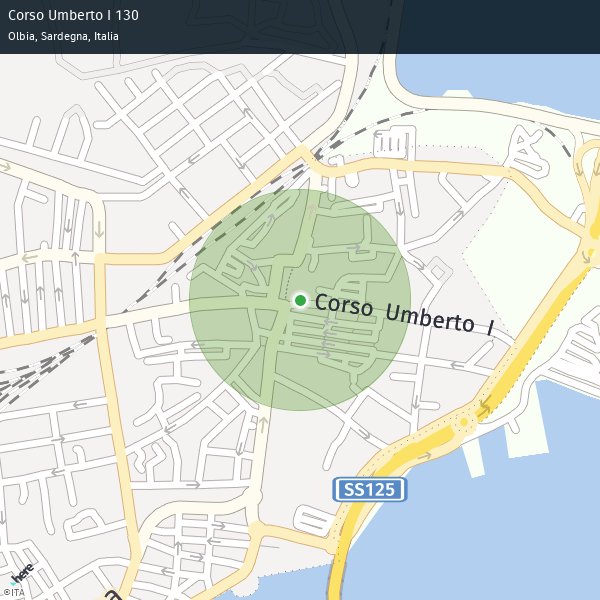 Corso Umberto I 130
Olbia, Sardegna, Italia
Corso Umberto I
SS125
here
©ITA